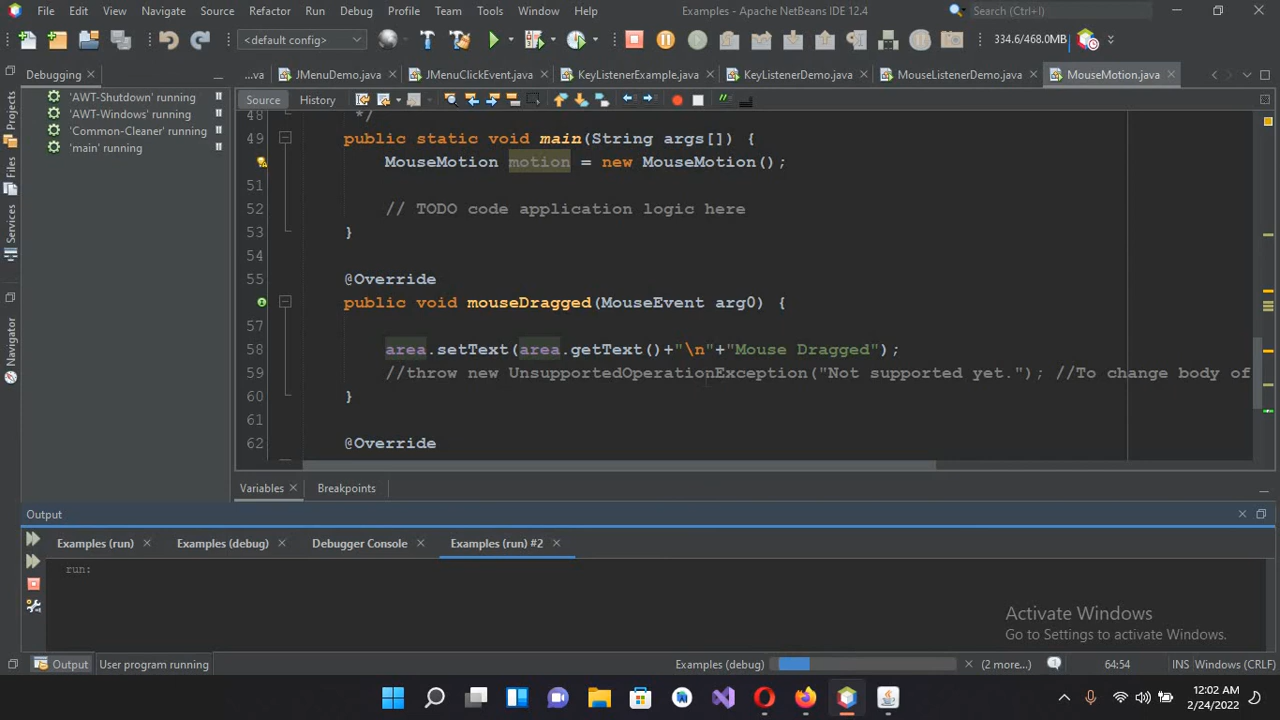 File Edit View Navigate Source Refactor Run Debug Profile Team Tools Window Help Examples - Apache NetBeans IDE 12.4 Search (Ctrl+I)
<default config> 334.6/468.0MB
Debugging ...va JMenuDemo.java JMenuClickEvent.java KeyListenerExample.java KeyListenerDemo.java MouseListenerDemo.java MouseMotion.java
Source History
'AWT-Shutdown' running
'AWT-Windows' running
'Common-Cleaner' running
'main' running
Projects
Files
Services
Navigator
48 */
49 public static void main(String args[]) {
MouseMotion motion = new MouseMotion();
51
52 // TODO code application logic here
53 }
54
55 @Override
public void mouseDragged(MouseEvent arg0) {
57
58 area.setText(area.getText()+"\n"+"Mouse Dragged");
59 //throw new UnsupportedOperationException("Not supported yet."); //To change body of
60 }
61
62 @Override
Variables Breakpoints
Output
Examples (run) Examples (debug) Debugger Console Examples (run) #2
run:
Activate Windows
Go to Settings to activate Windows.
Output User program running Examples (debug) (2 more...) 64:54 INS Windows (CRLF)
12:02 AM
2/24/2022